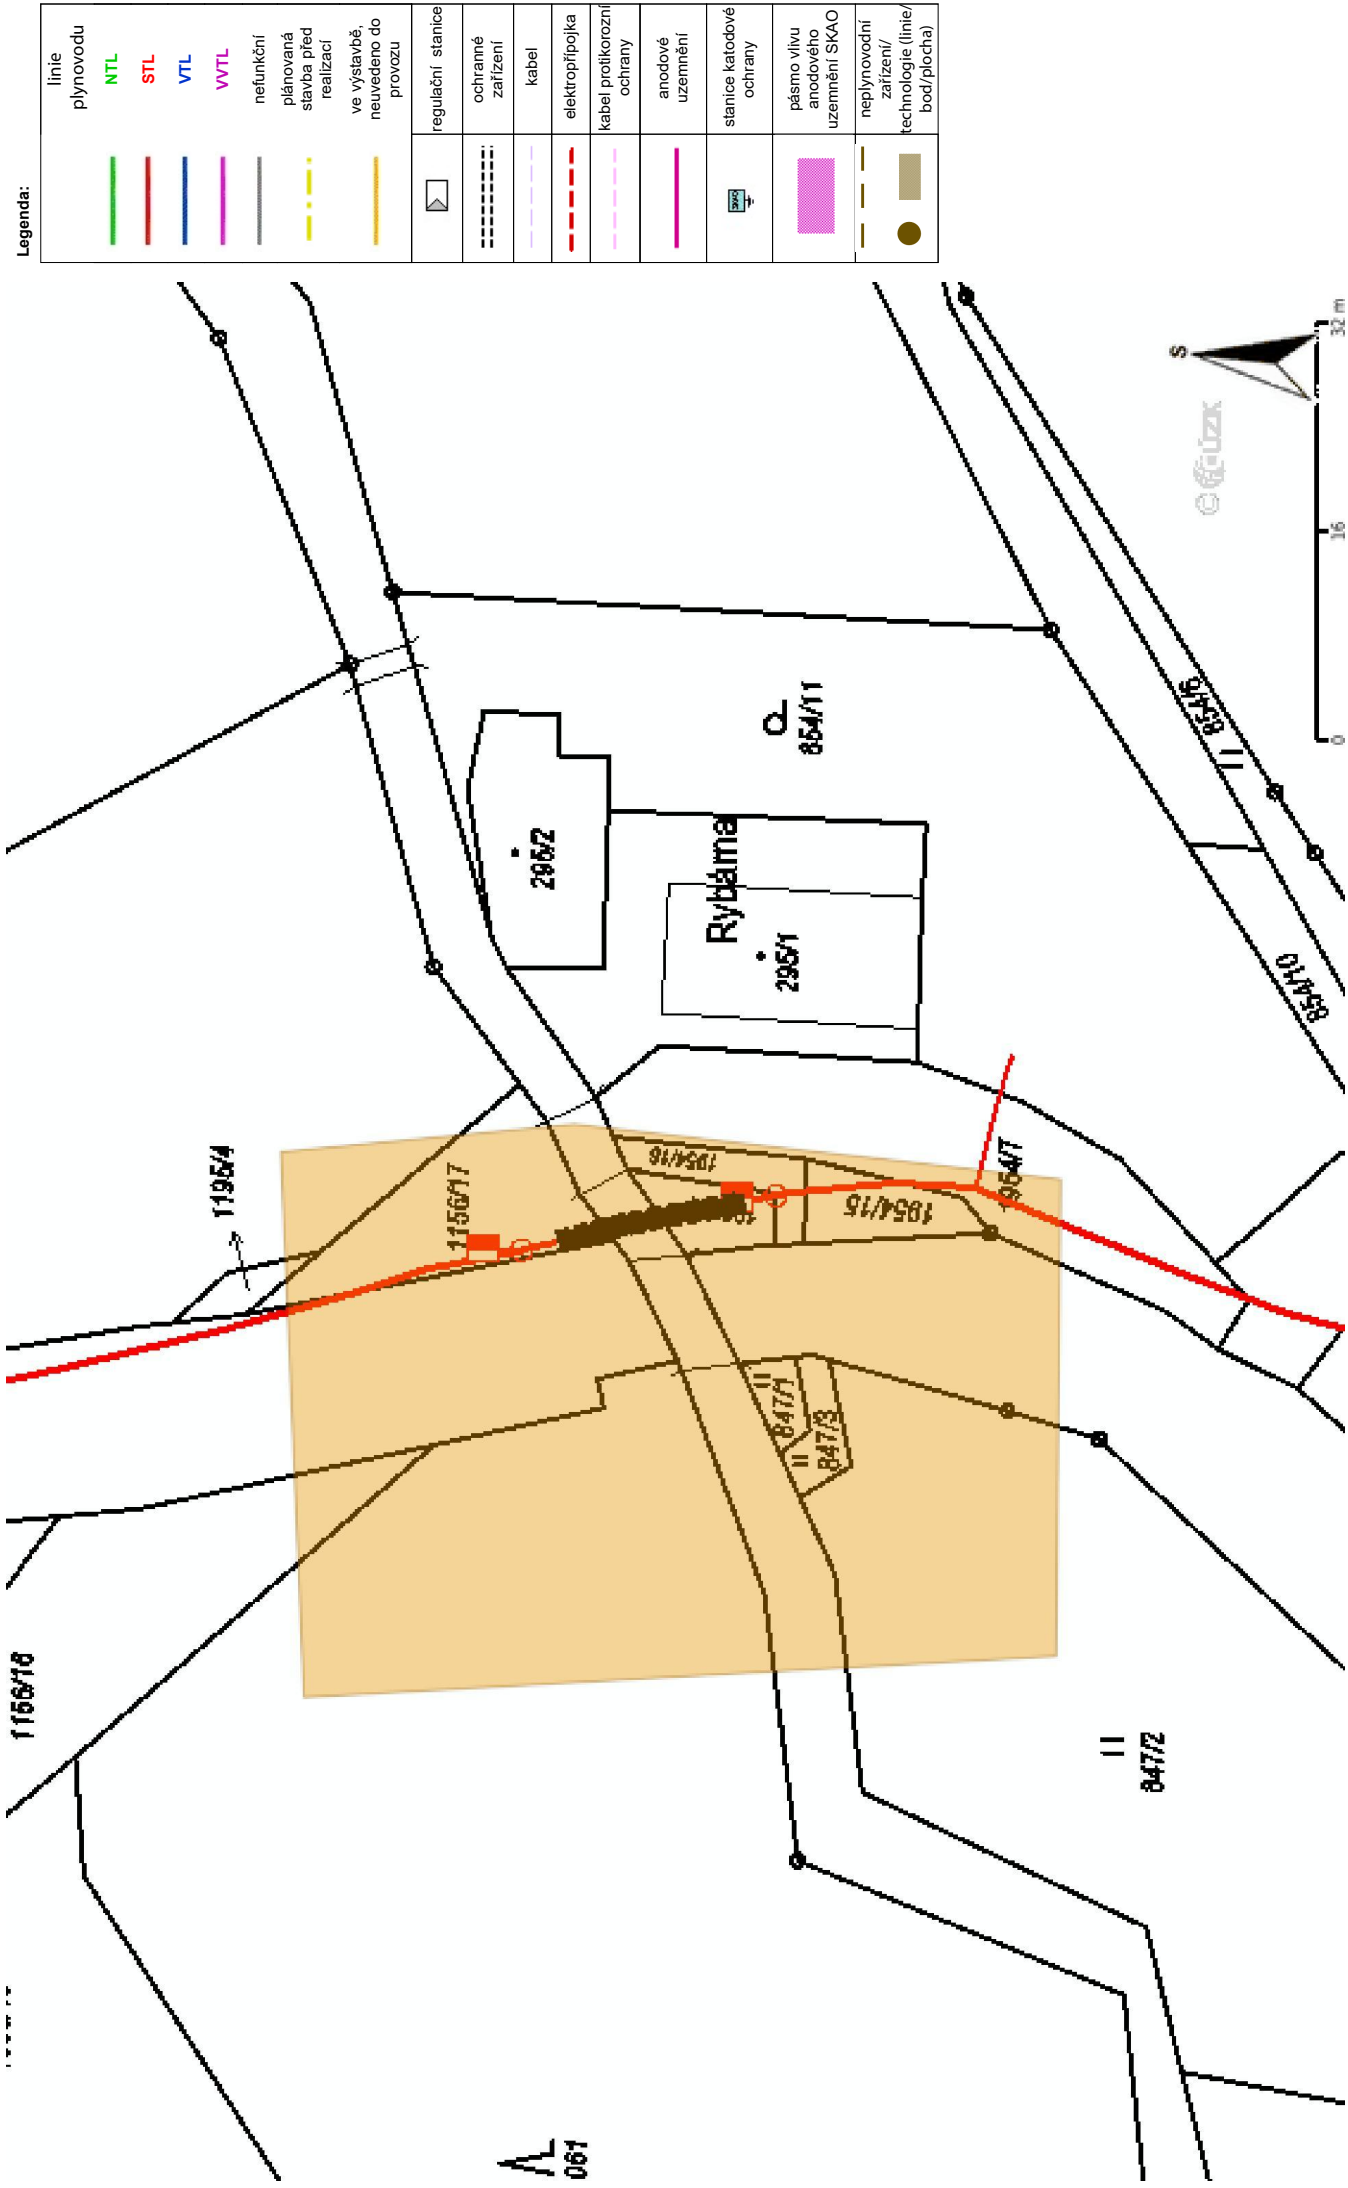 Legenda:
linie
plynovodu
NTL
STL
VTL
VVTL
nefunkční
plánovaná
stavba před
realizací
ve výstavbě,
neuvedeno do
provozu
regulační stanice
ochranné
zařízení
kabel
elektropřípojka
kabel protikorozní
ochrany
anodové
uzemnění
stanice katodové
ochrany
SKAO
pásmo vlivu
anodového
uzemnění SKAO
neplynovodní
zařízení/
technologie (linie/
bod/plocha)
1195/4
1156/17
1156/16
295/2
654/11
Rybárna
295/1
1954/16
1954/15
1954/7
847/1
847/3
847/2
854/6
854/10
061
S
0
16
32 m